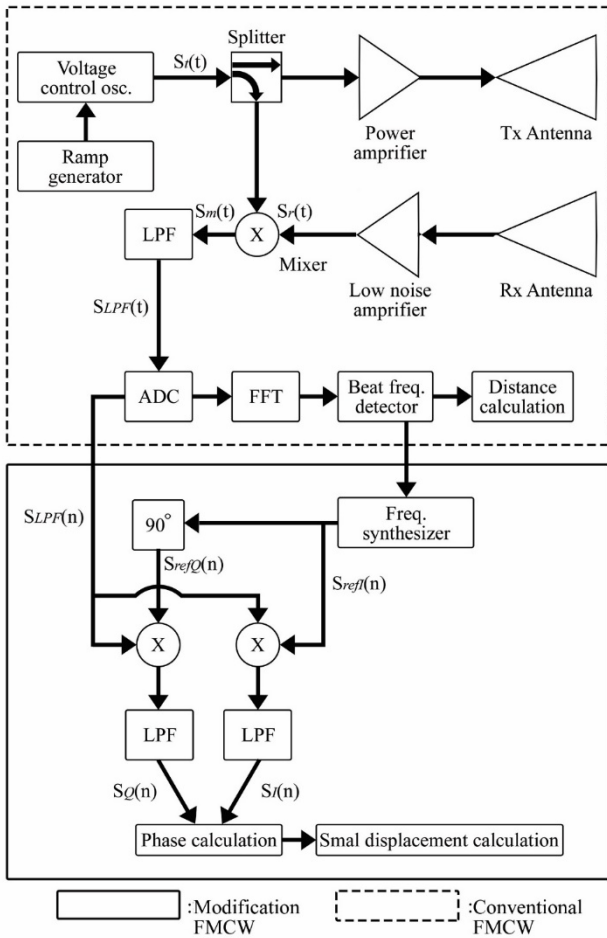 Splitter
St(t)
Voltage
control osc.
Power
amprifier
Tx Antenna
Ramp
generator
Sm(t)
Sr(t)
LPF
X
Mixer
Low noise
amprifier
Rx Antenna
SLPF(t)
ADC
FFT
Beat freq.
detector
Distance
calculation
SLPF(n)
90°
Freq.
synthesizer
SrefQ(n)
SrefI(n)
X
X
LPF
LPF
SQ(n)
SI(n)
Phase calculation
Smal displacement calculation
:Modification
FMCW
:Conventional
FMCW